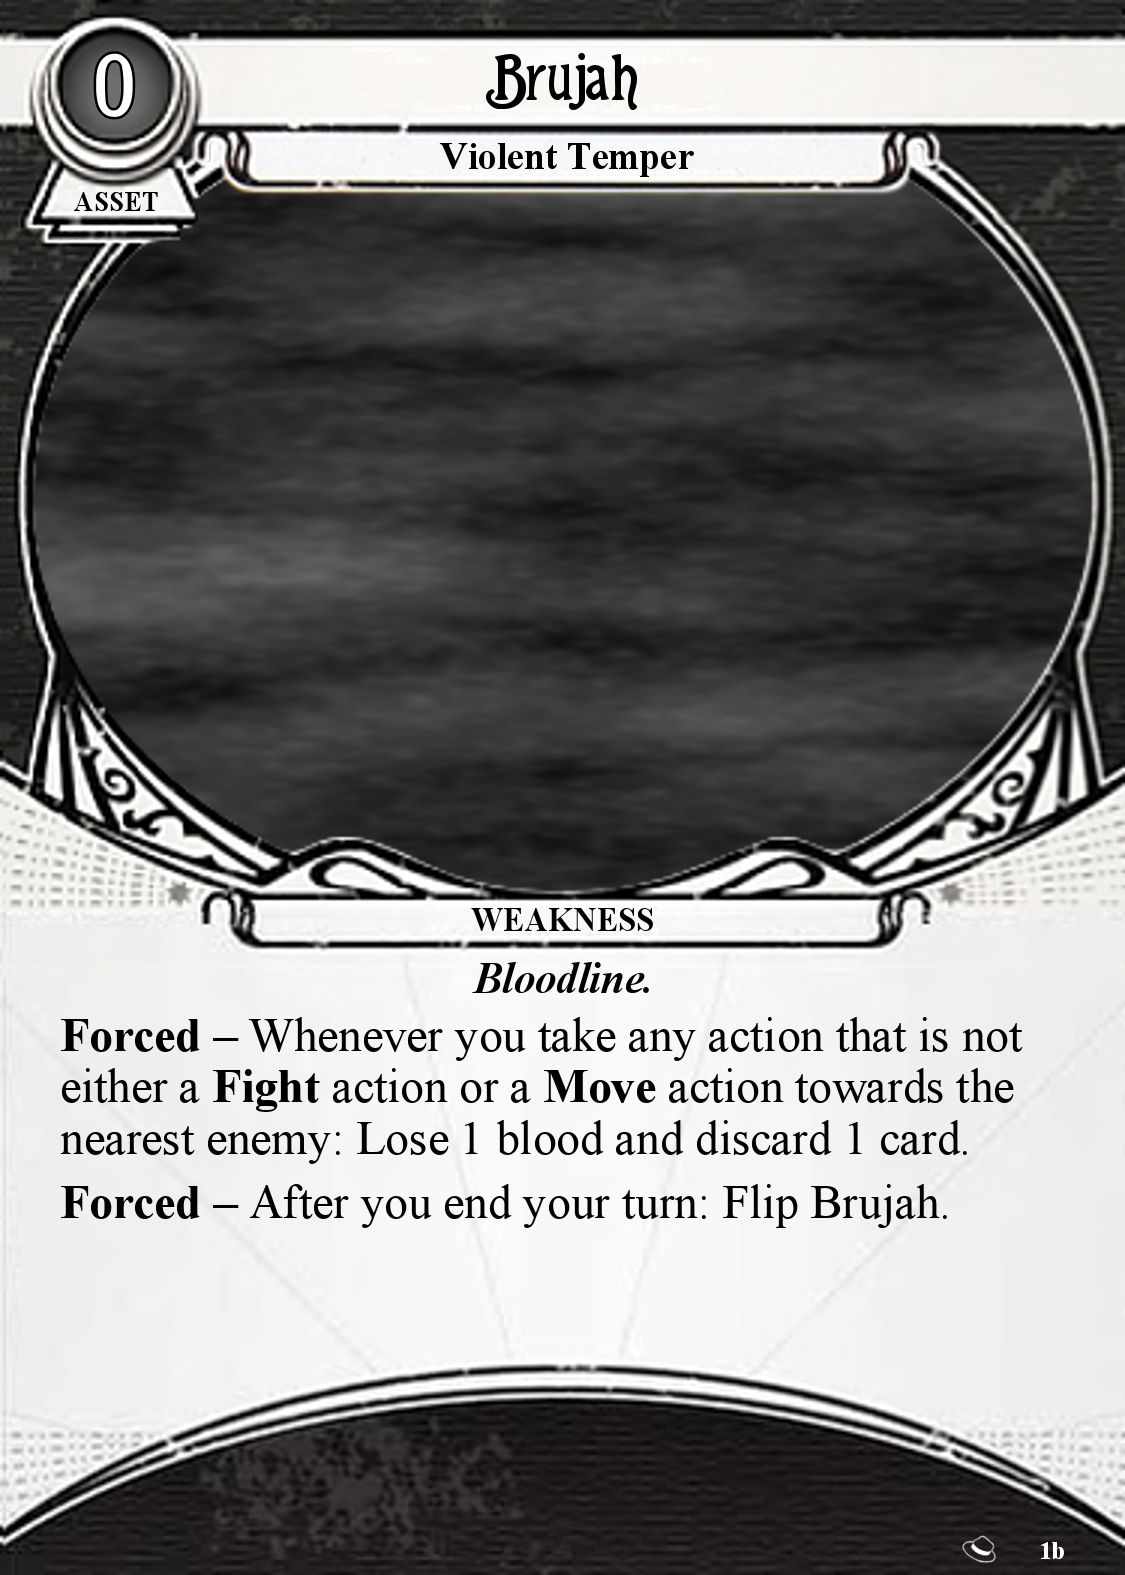 0
Brujah
Violent Temper
ASSET
WEAKNESS
Bloodline.
Forced – Whenever you take any action that is not
either a Fight action or a Move action towards the
nearest enemy: Lose 1 blood and discard 1 card.
Forced – After you end your turn: Flip Brujah.
1b